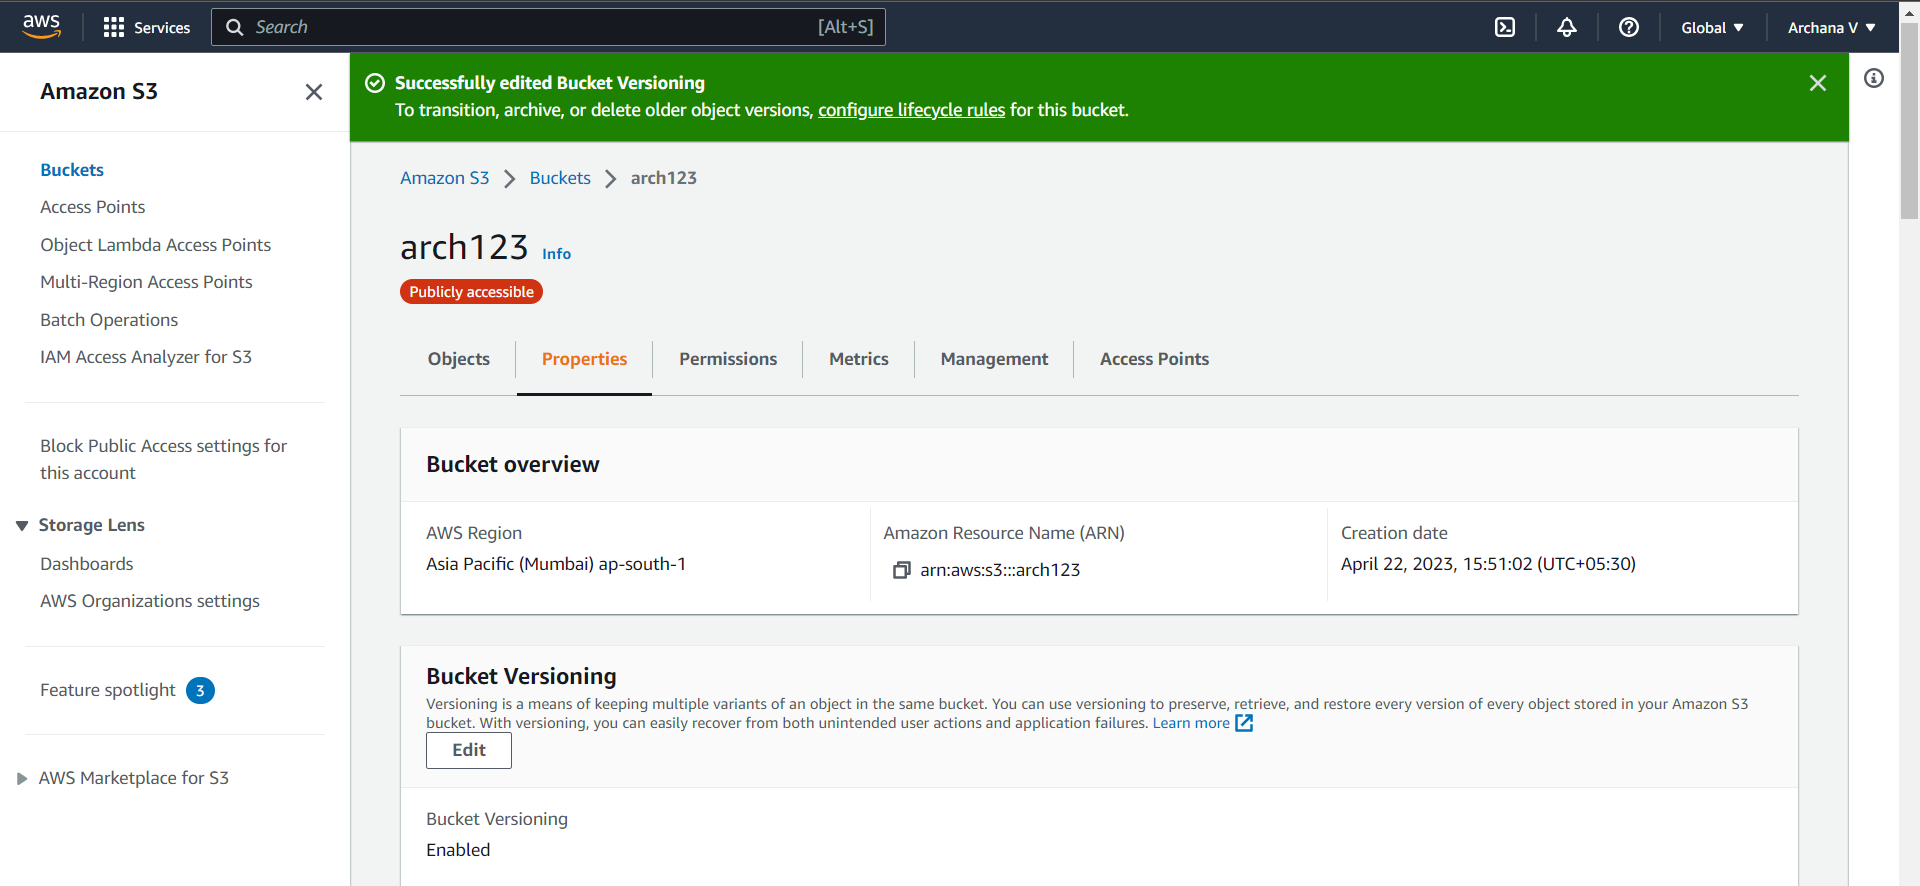 aws
Services
Search
[Alt+S]
Global
Archana V
Amazon S3
Buckets
Access Points
Object Lambda Access Points
Multi-Region Access Points
Batch Operations
IAM Access Analyzer for S3
Block Public Access settings for
this account
Storage Lens
Dashboards
AWS Organizations settings
Feature spotlight 3
AWS Marketplace for S3
Successfully edited Bucket Versioning
To transition, archive, or delete older object versions, configure lifecycle rules for this bucket.
Amazon S3 > Buckets > arch123
arch123 Info
Publicly accessible
Objects
Properties
Permissions
Metrics
Management
Access Points
Bucket overview
AWS Region
Asia Pacific (Mumbai) ap-south-1
Amazon Resource Name (ARN)
arn:aws:s3:::arch123
Creation date
April 22, 2023, 15:51:02 (UTC+05:30)
Bucket Versioning
Versioning is a means of keeping multiple variants of an object in the same bucket. You can use versioning to preserve, retrieve, and restore every version of every object stored in your Amazon S3
bucket. With versioning, you can easily recover from both unintended user actions and application failures. Learn more
Edit
Bucket Versioning
Enabled